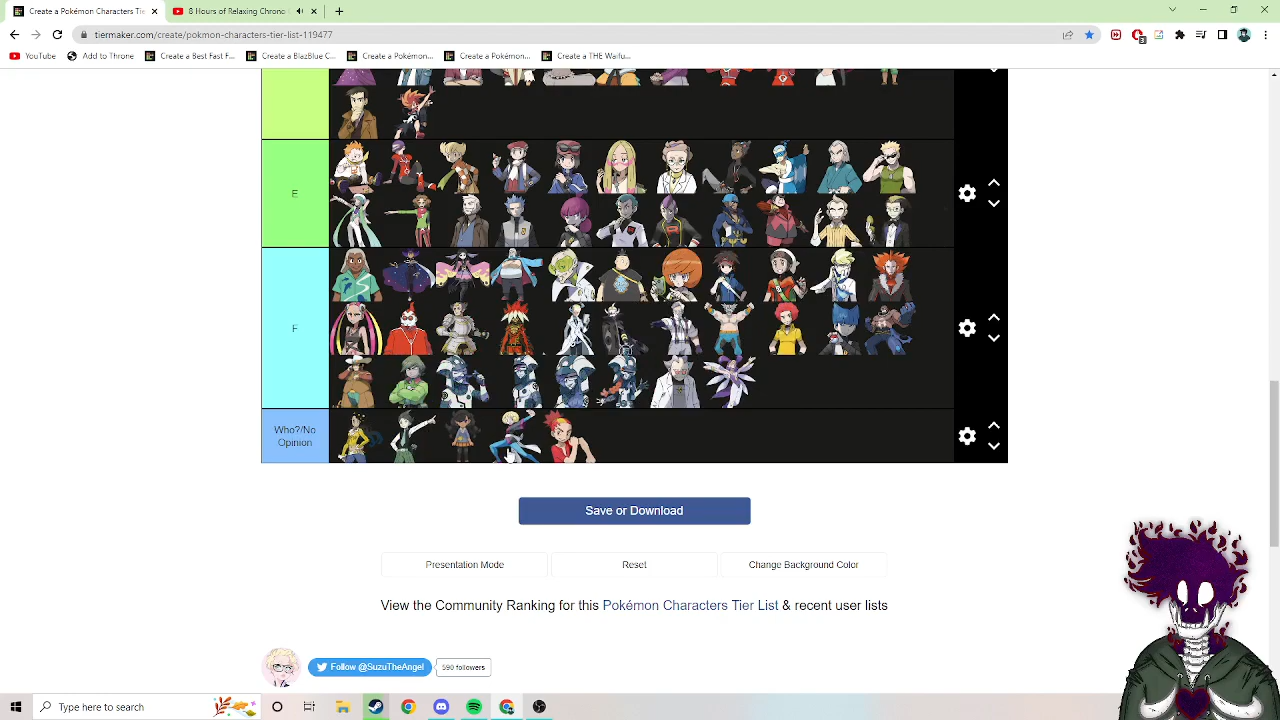 Create a Pokémon Characters Tie
8 Hours of Relaxing Chrono
tiermaker.com/create/pokmon-characters-tier-list-119477
YouTube
Add to Throne
Create a Best Fast F...
Create a BlazBlue C...
Create a Pokémon...
Create a Pokémon...
Create a THE Waifu...
E
F
Who?/No
Opinion
Save or Download
Presentation Mode
Reset
Change Background Color
View the Community Ranking for this Pokémon Characters Tier List & recent user lists
Follow @SuzuTheAngel
590 followers
Type here to search